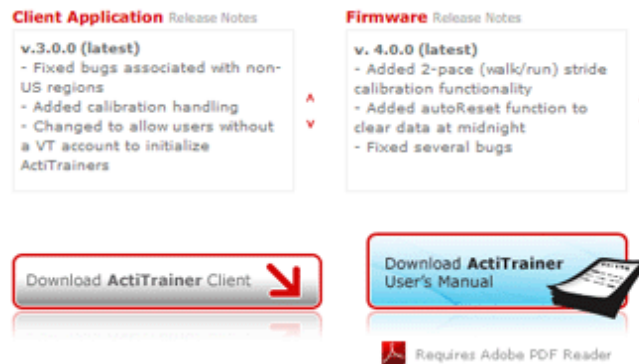 Client Application Release Notes
v.3.0.0 (latest)
- Fixed bugs associated with non-
US regions
- Added calibration handling
- Changed to allow users without
a VT account to initialize
ActiTrainers
Firmware Release Notes
v. 4.0.0 (latest)
- Added 2-pace (walk/run) stride
calibration functionality
- Added autoReset function to
clear data at midnight
- Fixed several bugs
Download ActiTrainer Client
Download ActiTrainer
User's Manual
Requires Adobe PDF Reader